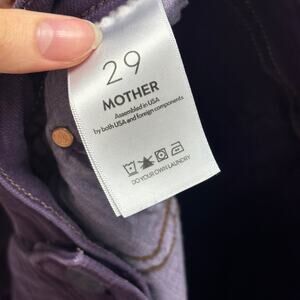 29
MOTHER
Assembled in USA
by both USA and foreign components
DO YOUR OWN LAUNDRY